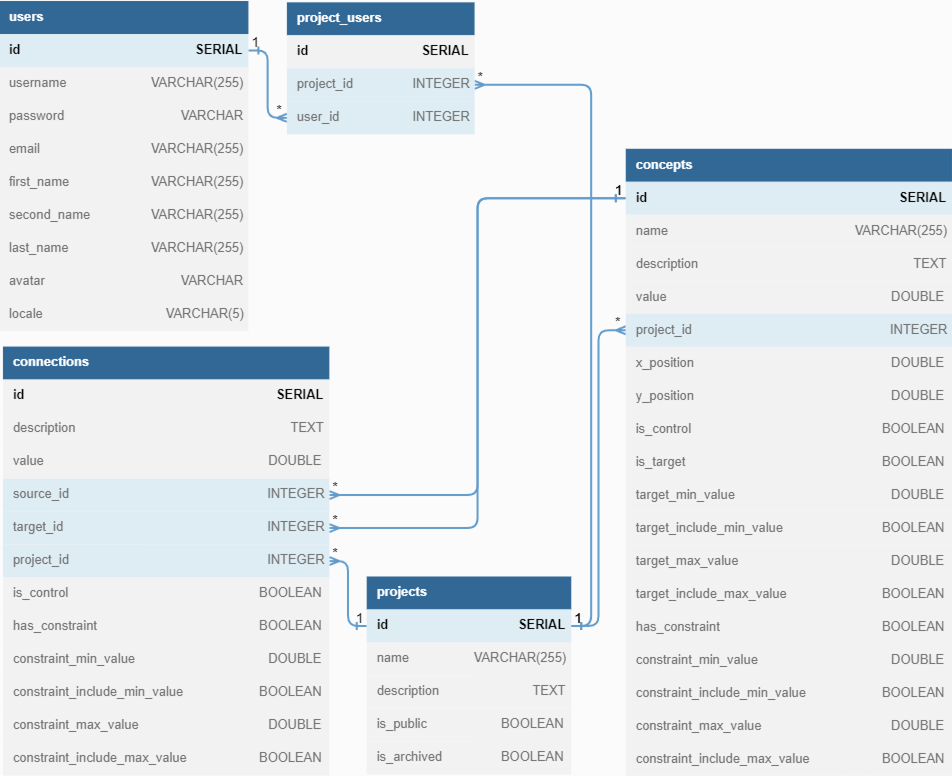 users
id SERIAL
username VARCHAR(255)
password VARCHAR
email VARCHAR(255)
first_name VARCHAR(255)
second_name VARCHAR(255)
last_name VARCHAR(255)
avatar VARCHAR
locale VARCHAR(5)
1
*
project_users
id SERIAL
project_id INTEGER
user_id INTEGER
*
concepts
1
id SERIAL
name VARCHAR(255)
description TEXT
value DOUBLE
*
project_id INTEGER
x_position DOUBLE
y_position DOUBLE
is_control BOOLEAN
is_target BOOLEAN
target_min_value DOUBLE
target_include_min_value BOOLEAN
target_max_value DOUBLE
target_include_max_value BOOLEAN
has_constraint BOOLEAN
constraint_min_value DOUBLE
constraint_include_min_value BOOLEAN
constraint_max_value DOUBLE
constraint_include_max_value BOOLEAN
connections
id SERIAL
description TEXT
value DOUBLE
source_id INTEGER
*
target_id INTEGER
*
project_id INTEGER
*
is_control BOOLEAN
has_constraint BOOLEAN
constraint_min_value DOUBLE
constraint_include_min_value BOOLEAN
constraint_max_value DOUBLE
constraint_include_max_value BOOLEAN
projects
1
id SERIAL
1
name VARCHAR(255)
description TEXT
is_public BOOLEAN
is_archived BOOLEAN